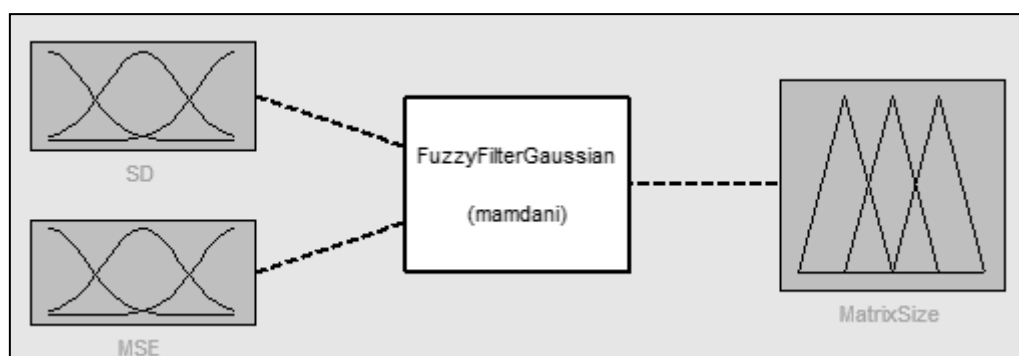 SD
FuzzyFilterGaussian
(mamdani)
MSE
MatrixSize